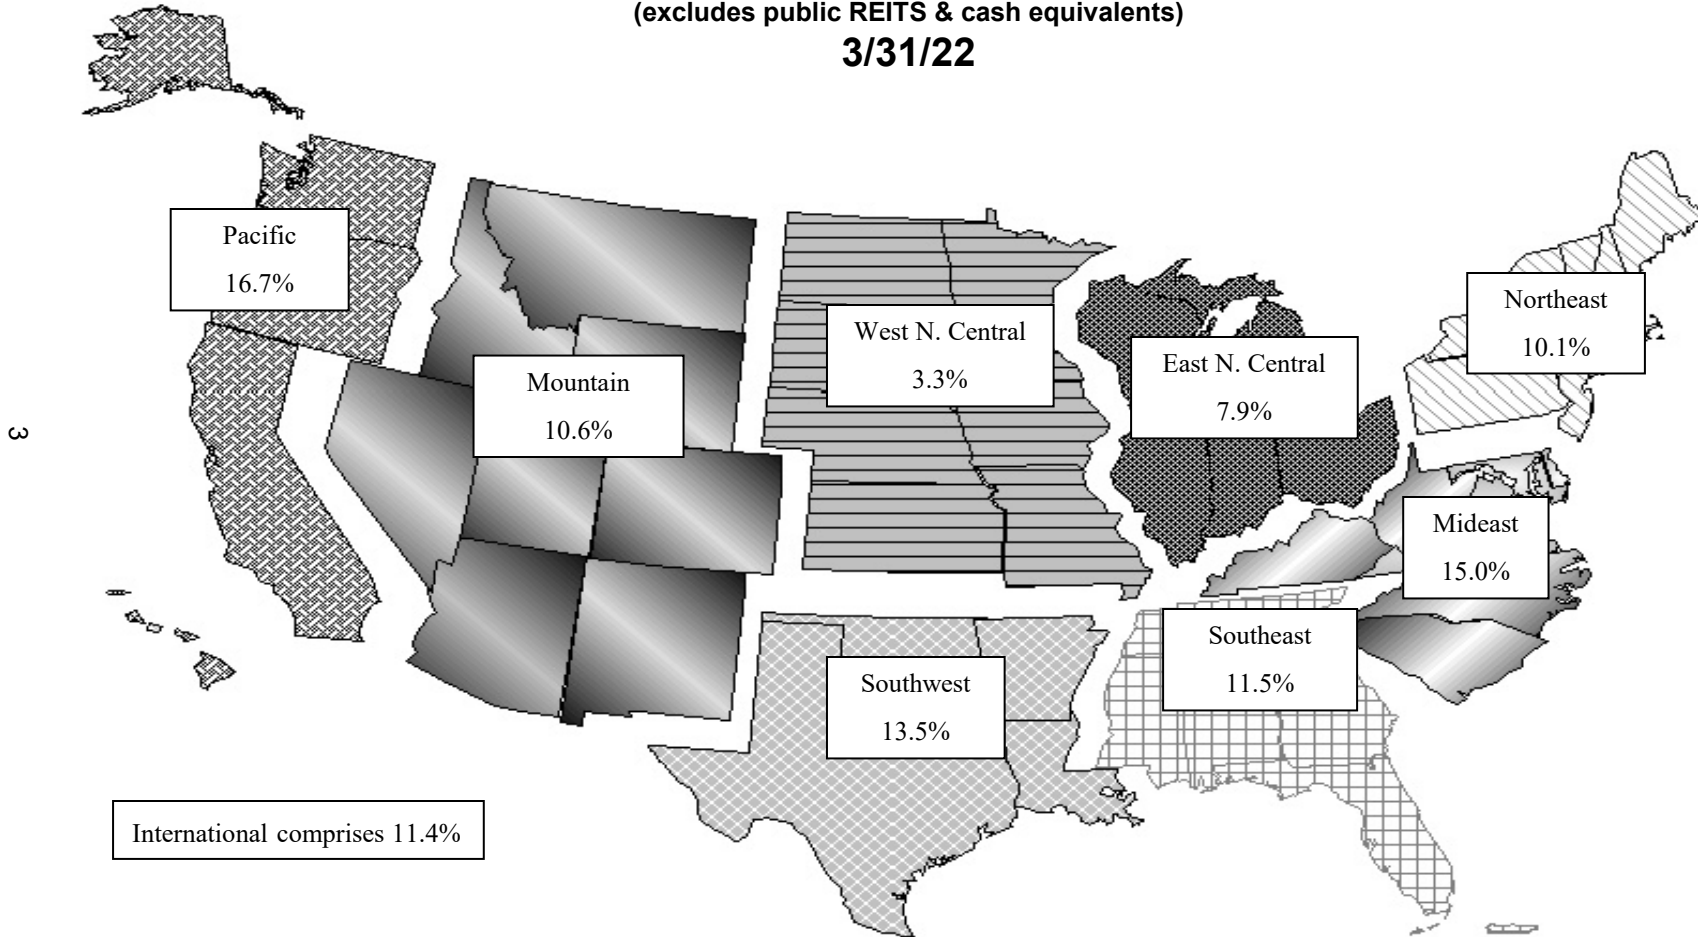 (excludes public REITS & cash equivalents)
3/31/22
Pacific
16.7%
Mountain
10.6%
West N. Central
3.3%
East N. Central
7.9%
Northeast
10.1%
Mideast
15.0%
Southeast
11.5%
Southwest
13.5%
International comprises 11.4%
3